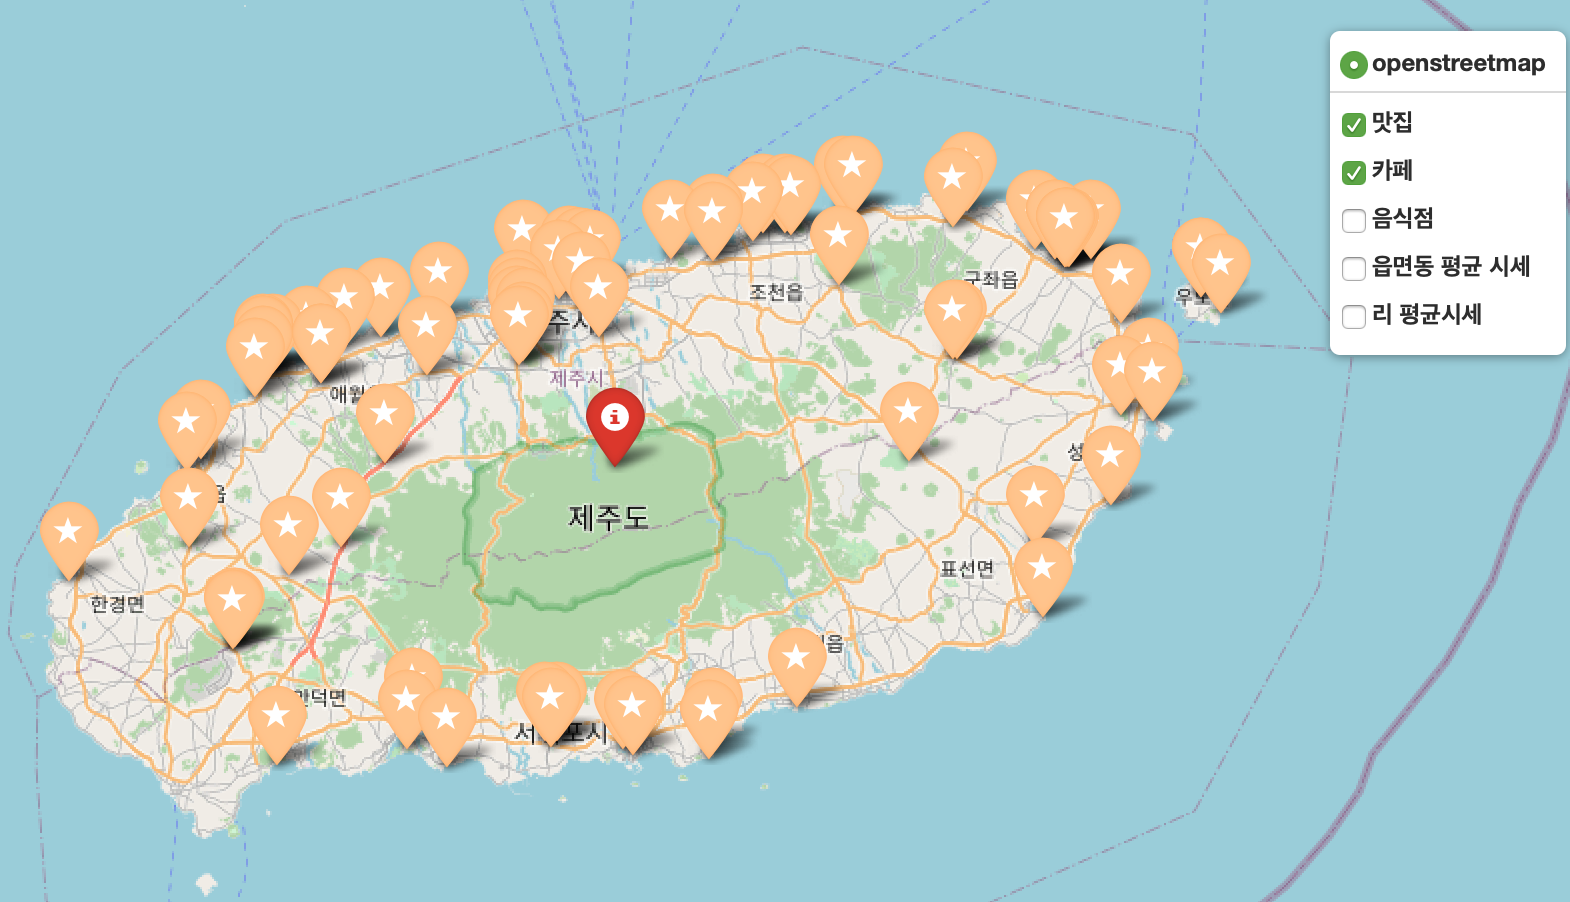 openstreetmap
맛집
카페
음식점
읍면동 평균 시세
리 평균시세
구좌읍
조천읍
제주시
제주도
표선면
한경면